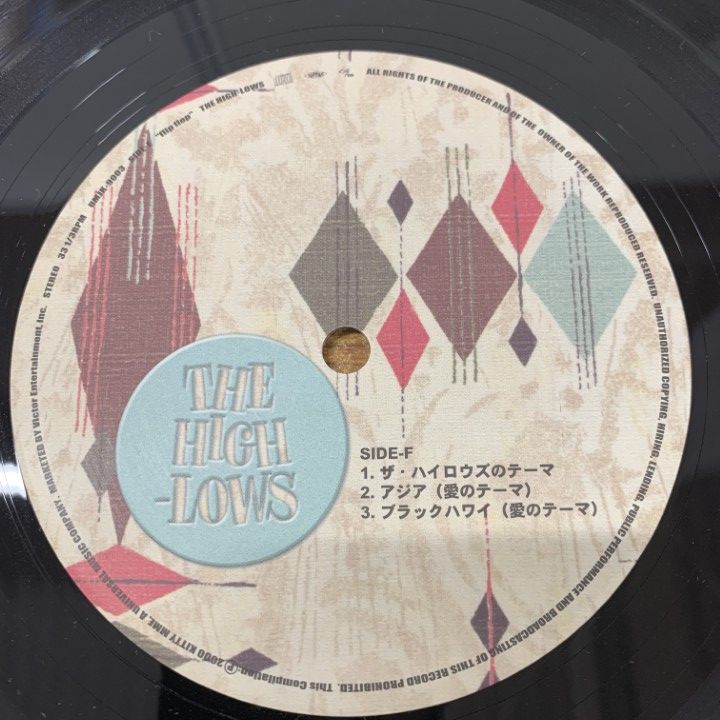 THE
HIGH
-LOWS
SIDE-F
1. ザ・ハイロウズのテーマ
2. アジア（愛のテーマ）
3. ブラックハワイ（愛のテーマ）
STEREO 33 1/3RPM "flip flop" THE HIGH-LOWS
ALL RIGHTS OF THE PRODUCER AND OF THE OWNER OF THE WORK REPRODUCED RESERVED. UNAUTHORIZED COPYING, HIRING, LENDING, PUBLIC PERFORMANCE AND BROADCASTING OF THIS RECORD PROHIBITED. This Compilation Ⓟ 2000 KITTY MME, A UNIVERSAL MUSIC COMPANY. MARKETED BY Victor Entertainment, Inc.